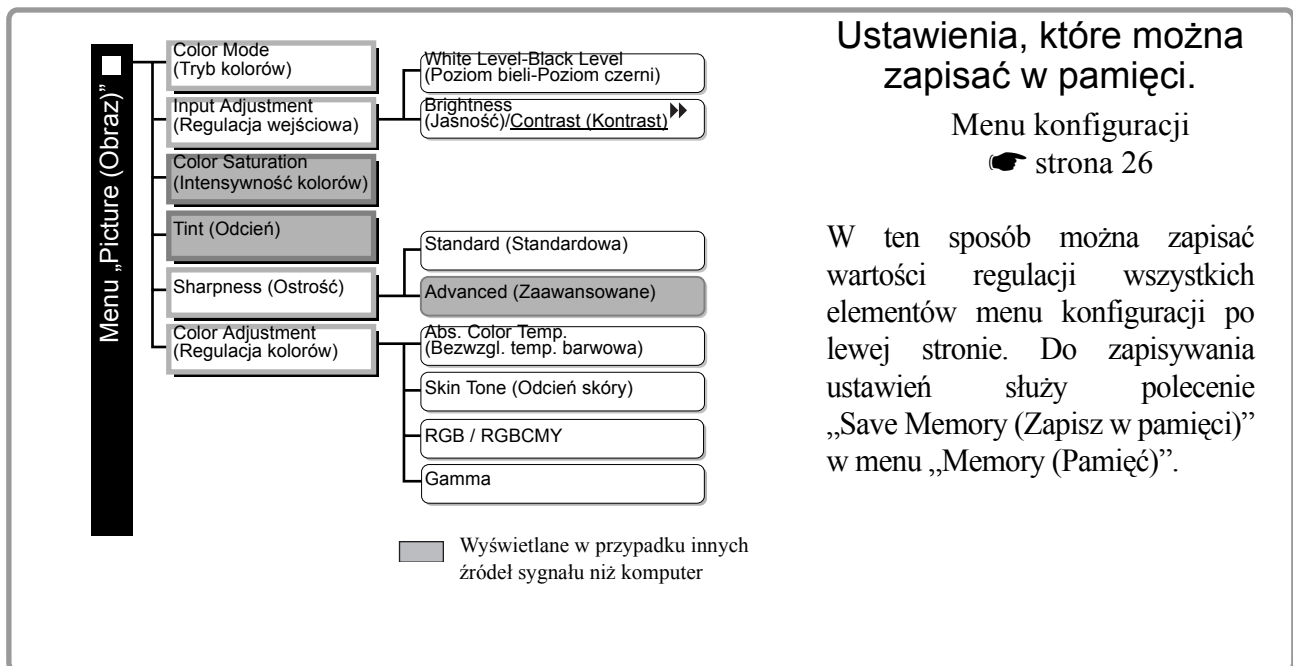 Menu „Picture (Obraz)”
Color Mode
(Tryb kolorów)
Input Adjustment
(Regulacja wejściowa)
Color Saturation
(Intensywność kolorów)
Tint (Odcień)
Sharpness (Ostrość)
Color Adjustment
(Regulacja kolorów)
White Level-Black Level
(Poziom bieli-Poziom czerni)
Brightness
(Jasność)/Contrast (Kontrast)
Standard (Standardowa)
Advanced (Zaawansowane)
Abs. Color Temp.
(Bezwzgl. temp. barwowa)
Skin Tone (Odcień skóry)
RGB / RGBCMY
Gamma
Wyświetlane w przypadku innych
źródeł sygnału niż komputer
Ustawienia, które można
zapisać w pamięci.
Menu konfiguracji
☛ strona 26
W ten sposób można zapisać
wartości regulacji wszystkich
elementów menu konfiguracji po
lewej stronie. Do zapisywania
ustawień służy polecenie
„Save Memory (Zapisz w pamięci)”
w menu „Memory (Pamięć)”.